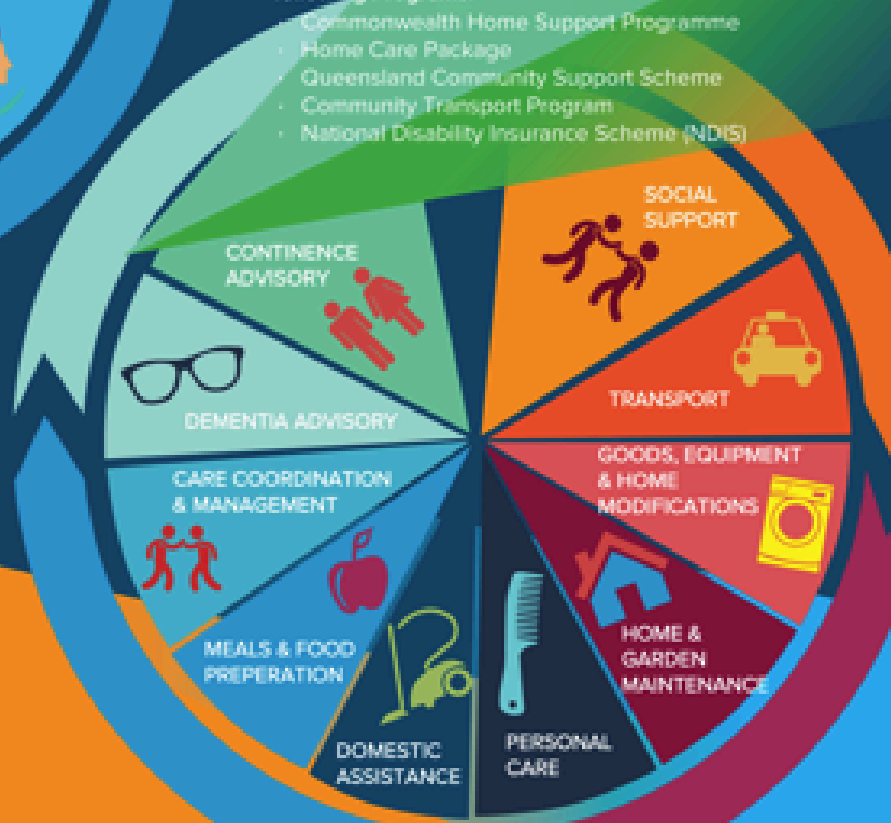 · Commonwealth Home Support Programme
· Home Care Package
· Queensland Community Support Scheme
· Community Transport Program
· National Disability Insurance Scheme (NDIS)
SOCIAL
SUPPORT
CONTINENCE
ADVISORY
TRANSPORT
DEMENTIA ADVISORY
GOODS, EQUIPMENT
& HOME
MODIFICATIONS
CARE COORDINATION
& MANAGEMENT
HOME &
GARDEN
MAINTENANCE
MEALS & FOOD
PREPERATION
PERSONAL
CARE
DOMESTIC
ASSISTANCE